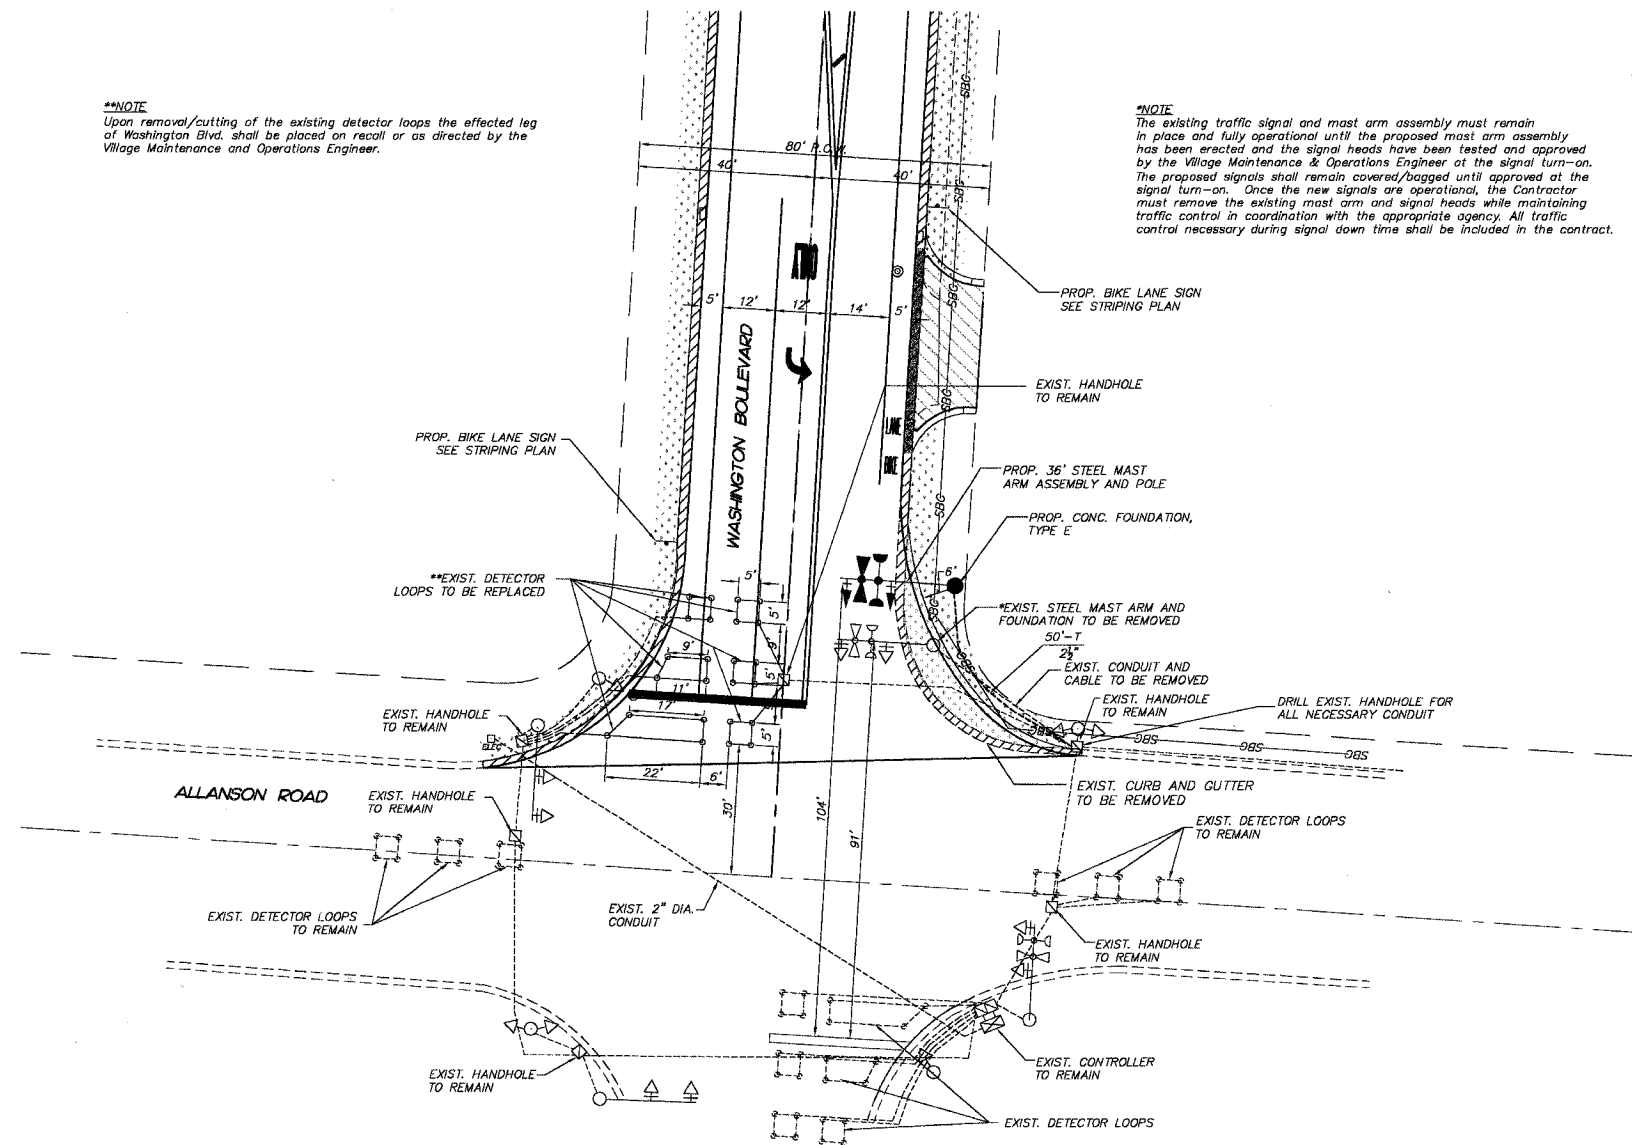 **NOTE
Upon removal/cutting of the existing detector loops the effected leg
of Washington Blvd. shall be placed on recall or as directed by the
Village Maintenance and Operations Engineer.
*NOTE
The existing traffic signal and mast arm assembly must remain
in place and fully operational until the proposed mast arm assembly
has been erected and the signal heads have been tested and approved
by the Village Maintenance & Operations Engineer at the signal turn-on.
The proposed signals shall remain covered/bagged until approved at the
signal turn-on. Once the new signals are operational, the Contractor
must remove the existing mast arm and signal heads while maintaining
traffic control in coordination with the appropriate agency. All traffic
control necessary during signal down time shall be included in the contract.
SBG
80' R.O.W.
40'
40'
SBG
ONLY
PROP. BIKE LANE SIGN
SEE STRIPING PLAN
SBG
5'
12'
12'
14'
5'
WASHINGTON BOULEVARD
EXIST. HANDHOLE
TO REMAIN
SBG
LANE
BIKE
PROP. BIKE LANE SIGN
SEE STRIPING PLAN
PROP. 36' STEEL MAST
ARM ASSEMBLY AND POLE
SBG
PROP. CONC. FOUNDATION,
TYPE E
**EXIST. DETECTOR
LOOPS TO BE REPLACED
5'
5'
6'
SBG
*EXIST. STEEL MAST ARM AND
FOUNDATION TO BE REMOVED
50'-T
2½"
9'
9'
5'
SBG
EXIST. CONDUIT AND
CABLE TO BE REMOVED
11'
17'
EXIST. HANDHOLE
TO REMAIN
DRILL EXIST. HANDHOLE FOR
ALL NECESSARY CONDUIT
EXIST. HANDHOLE
TO REMAIN
5'
ELEC
SBG
SBG
SBG
SBG
22'
6'
EXIST. CURB AND GUTTER
TO BE REMOVED
ALLANSON ROAD
EXIST. HANDHOLE
TO REMAIN
30'
104'
91'
EXIST. DETECTOR LOOPS
TO REMAIN
EXIST. DETECTOR LOOPS
TO REMAIN
EXIST. 2" DIA.
CONDUIT
EXIST. HANDHOLE
TO REMAIN
EXIST. HANDHOLE
TO REMAIN
EXIST. CONTROLLER
TO REMAIN
EXIST. DETECTOR LOOPS